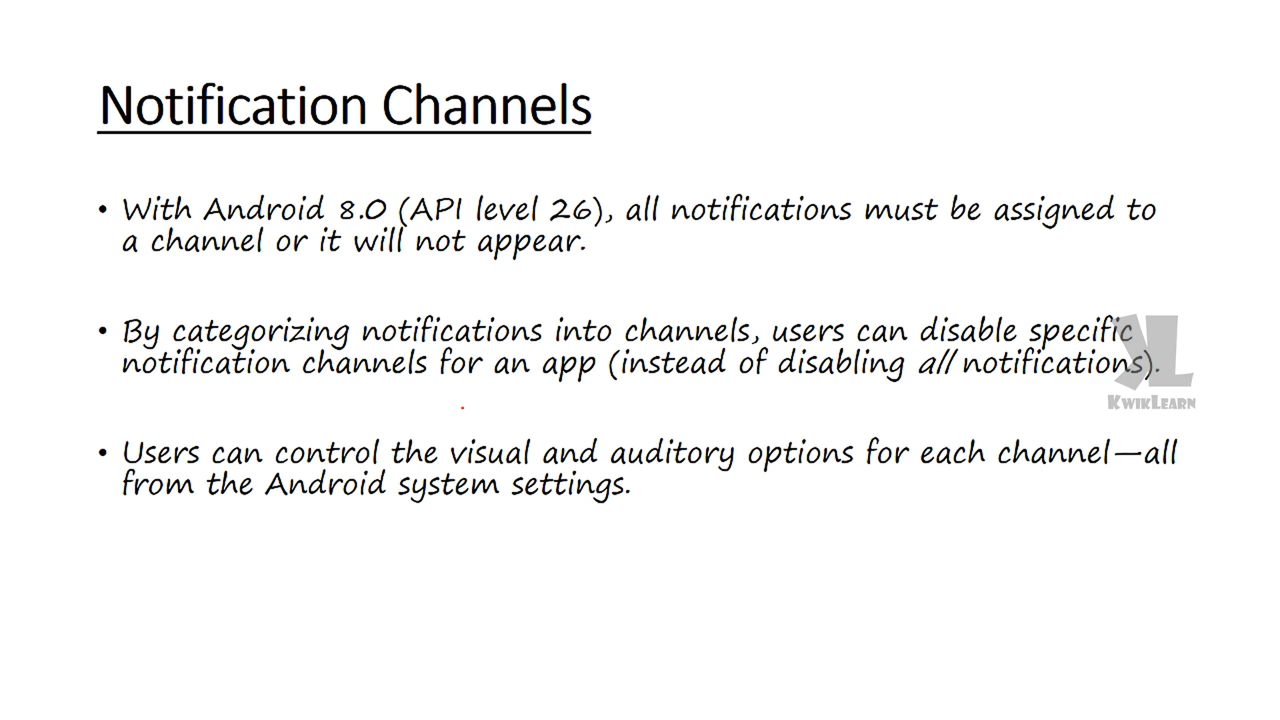 Notification Channels
• With Android 8.0 (API level 26), all notifications must be assigned to
a channel or it will not appear.
• By categorizing notifications into channels, users can disable specific
notification channels for an app (instead of disabling all notifications).
KL
KWIKLEARN
• Users can control the visual and auditory options for each channel—all
from the Android system settings.